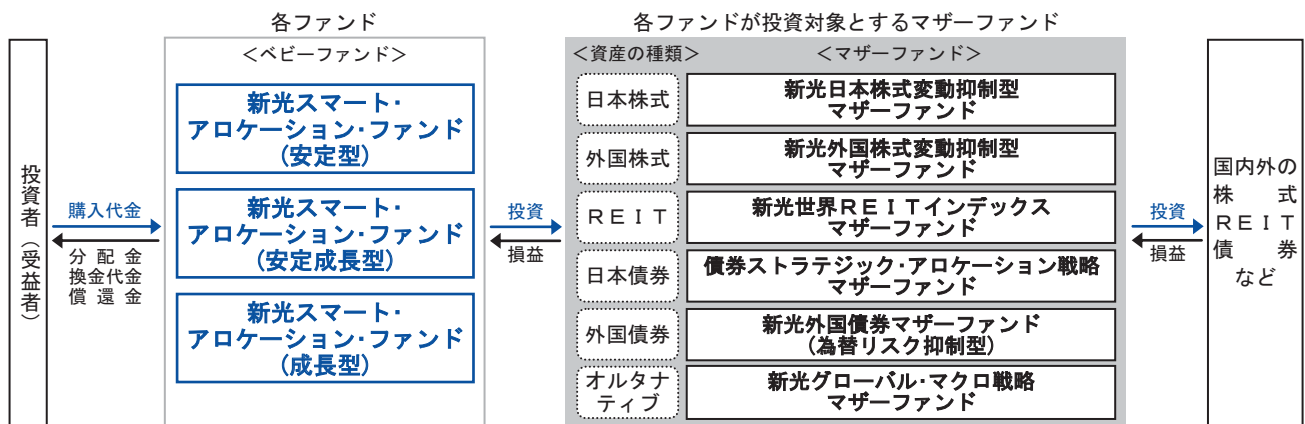 各ファンド
各ファンドが投資対象とするマザーファンド
投資者（受益者）
購入代金
分配金
換金代金
償還金
＜ベビーファンド＞
新光スマート・
アロケーション・ファンド
（安定型）
新光スマート・
アロケーション・ファンド
（安定成長型）
新光スマート・
アロケーション・ファンド
（成長型）
投資
損益
＜資産の種類＞
＜マザーファンド＞
日本株式
新光日本株式変動抑制型
マザーファンド
外国株式
新光外国株式変動抑制型
マザーファンド
ＲＥＩＴ
新光世界ＲＥＩＴインデックス
マザーファンド
日本債券
債券ストラテジック・アロケーション戦略
マザーファンド
外国債券
新光外国債券マザーファンド
（為替リスク抑制型）
オルタナ
ティブ
新光グローバル・マクロ戦略
マザーファンド
投資
損益
国内外の
株式
ＲＥＩＴ
債券
など